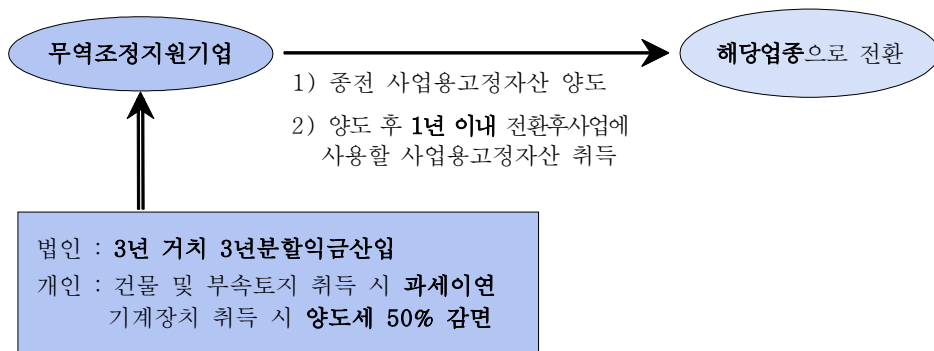 무역조정지원기업
해당업종으로 전환
1) 종전 사업용고정자산 양도
2) 양도 후 1년 이내 전환후사업에
사용할 사업용고정자산 취득
법인 : 3년 거치 3년분할익금산입
개인 : 건물 및 부속토지 취득 시 과세이연
기계장치 취득 시 양도세 50% 감면